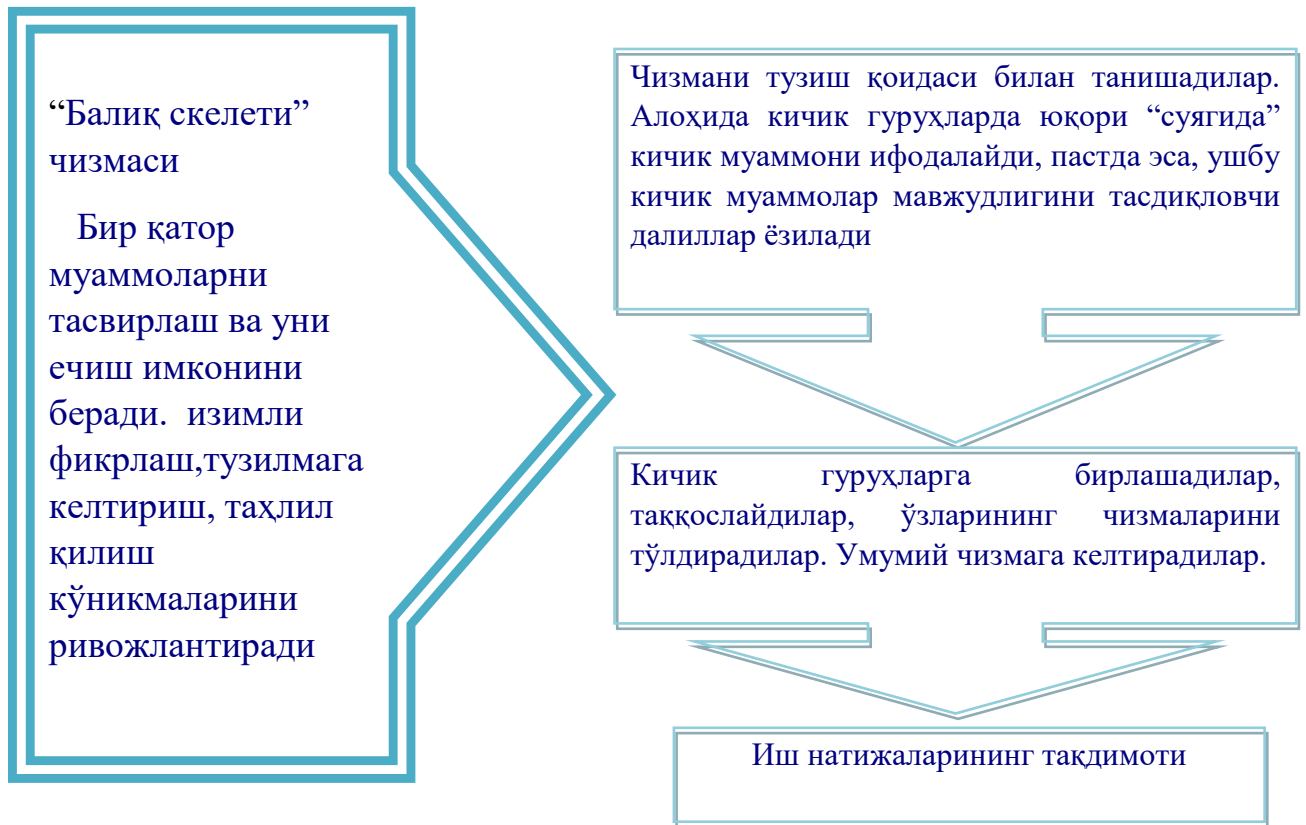 “Балиқ скелети”
чизмаси
Бир қатор
муаммоларни
тасвирлаш ва уни
ечиш имконини
беради. изимли
фикрлаш,тузилмага
келтириш, таҳлил
қилиш
кўникмаларини
ривожлантиради
Чизмани тузиш қоидаси билан танишадилар.
Алоҳида кичик гуруҳларда юқори “суягида”
кичик муаммони ифодалайди, пастда эса, ушбу
кичик муаммолар мавжудлигини тасдиқловчи
далиллар ёзилади
Кичик гуруҳларга бирлашадилар,
таққослайдилар, ўзларининг чизмаларини
тўлдирадилар. Умумий чизмага келтирадилар.
Иш натижаларининг тақдимоти